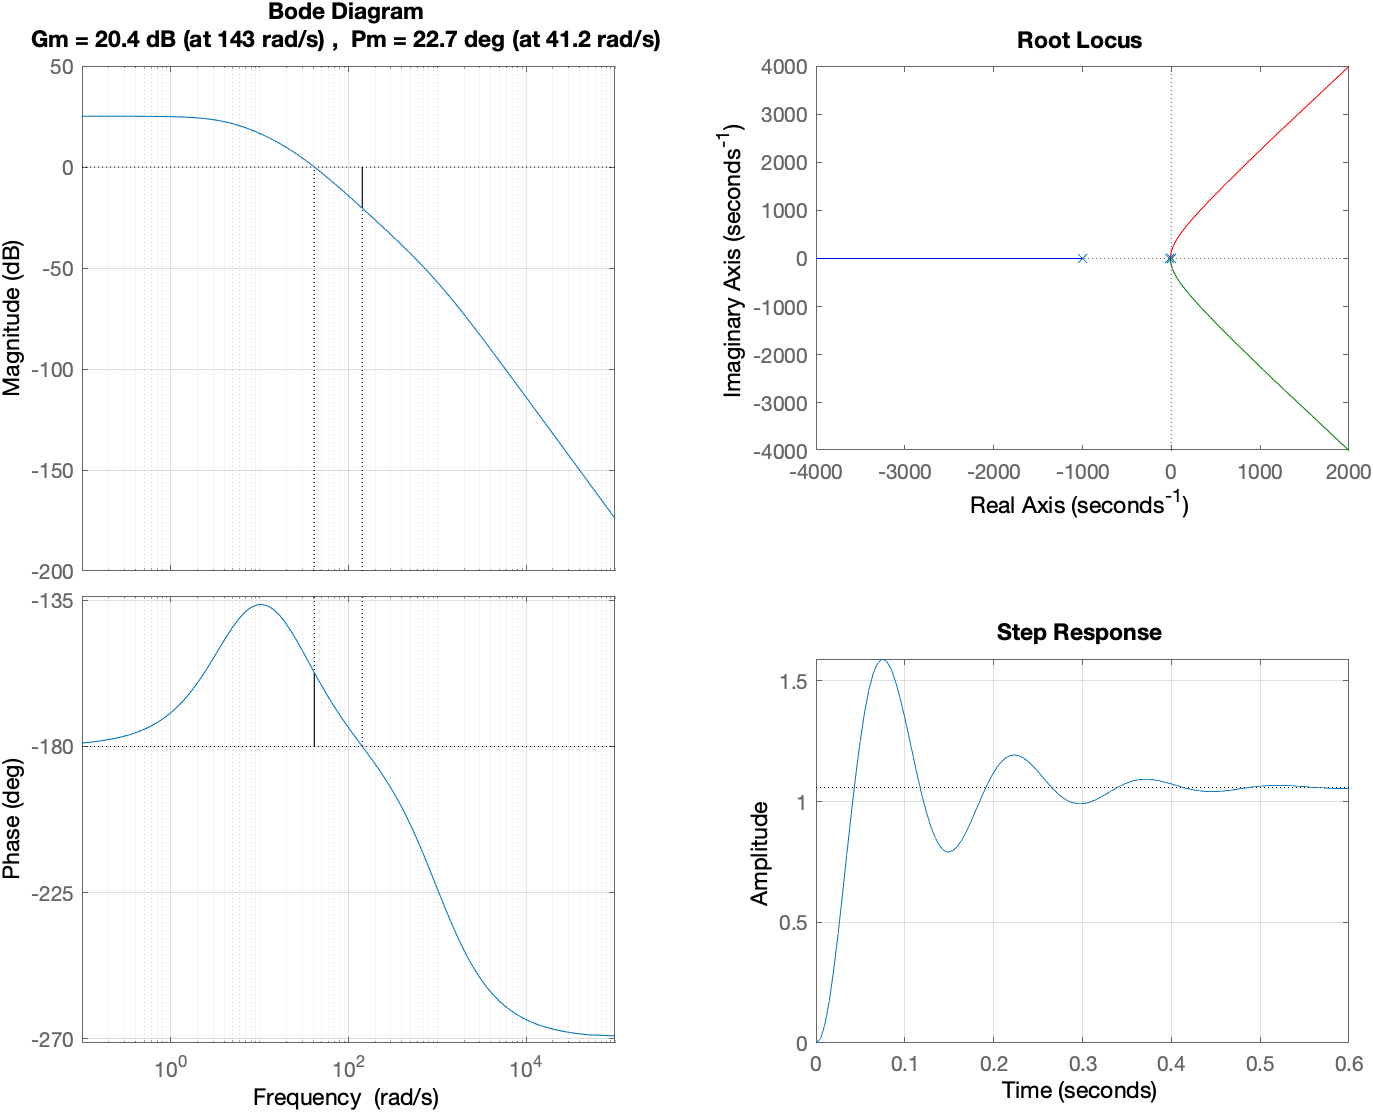 Bode Diagram
Gm = 20.4 dB (at 143 rad/s) ,  Pm = 22.7 deg (at 41.2 rad/s)
50
0
-50
-100
-150
-200
Magnitude (dB)
-135
-180
-225
-270
Phase (deg)
10^0
10^2
10^4
Frequency  (rad/s)
Root Locus
4000
3000
2000
1000
0
-1000
-2000
-3000
-4000
Imaginary Axis (seconds^-1)
-4000 -3000 -2000 -1000 0 1000 2000
Real Axis (seconds^-1)
Step Response
1.5
1
0.5
0
Amplitude
0 0.1 0.2 0.3 0.4 0.5 0.6
Time (seconds)